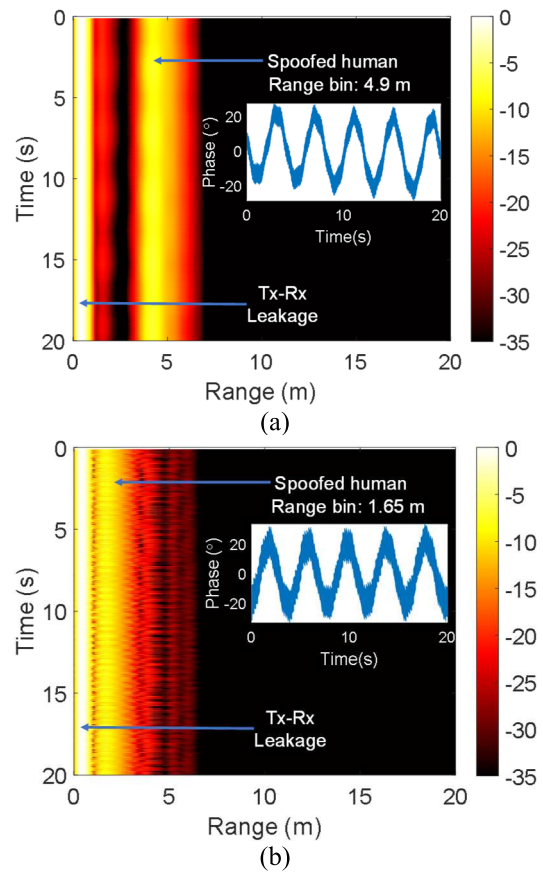 0
5
10
15
20
Time (s)
0
5
10
15
20
Range (m)
0
-5
-10
-15
-20
-25
-30
-35
Spoofed human
Range bin: 4.9 m
20
0
-20
Phase (°)
0
10
20
Time(s)
Tx-Rx
Leakage
(a)
0
5
10
15
20
Time (s)
0
5
10
15
20
Range (m)
0
-5
-10
-15
-20
-25
-30
-35
Spoofed human
Range bin: 1.65 m
20
0
-20
Phase (°)
0
10
20
Time(s)
Tx-Rx
Leakage
(b)